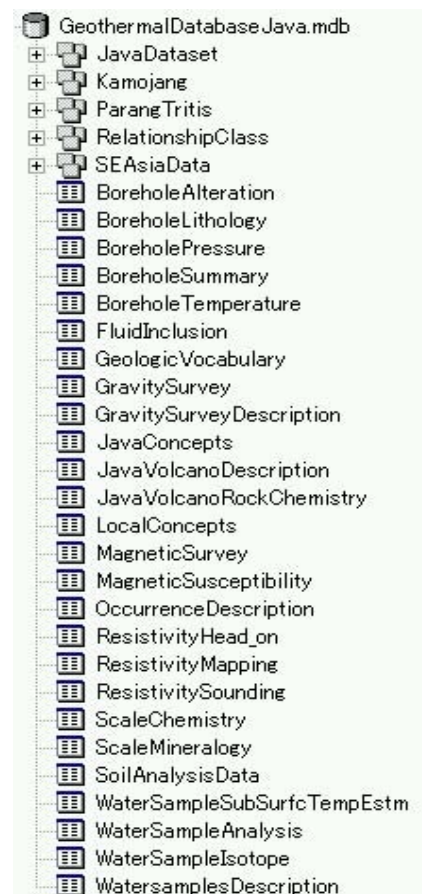 GeothermalDatabaseJava.mdb
JavaDataset
Kamojang
ParangTritis
RelationshipClass
SEAsiaData
BoreholeAlteration
BoreholeLithology
BoreholePressure
BoreholeSummary
BoreholeTemperature
FluidInclusion
GeologicVocabulary
GravitySurvey
GravitySurveyDescription
JavaConcepts
JavaVolcanoDescription
JavaVolcanoRockChemistry
LocalConcepts
MagneticSurvey
MagneticSusceptibility
OccurrenceDescription
ResistivityHead_on
ResistivityMapping
ResistivitySounding
ScaleChemistry
ScaleMineralogy
SoilAnalysisData
WaterSampleSubSurfcTempEstm
WaterSampleAnalysis
WaterSampleIsotope
WatersamplesDescription